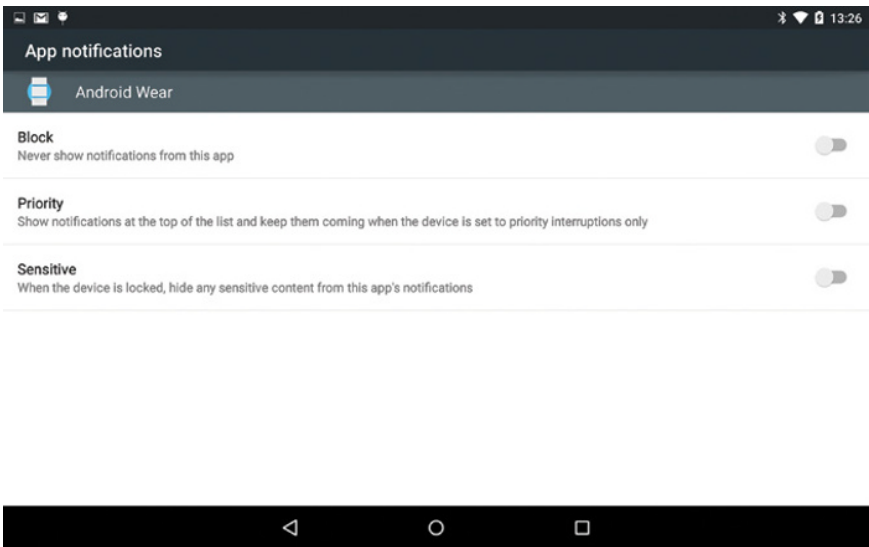 13:26
App notifications
Android Wear
Block
Never show notifications from this app
Priority
Show notifications at the top of the list and keep them coming when the device is set to priority interruptions only
Sensitive
When the device is locked, hide any sensitive content from this app's notifications